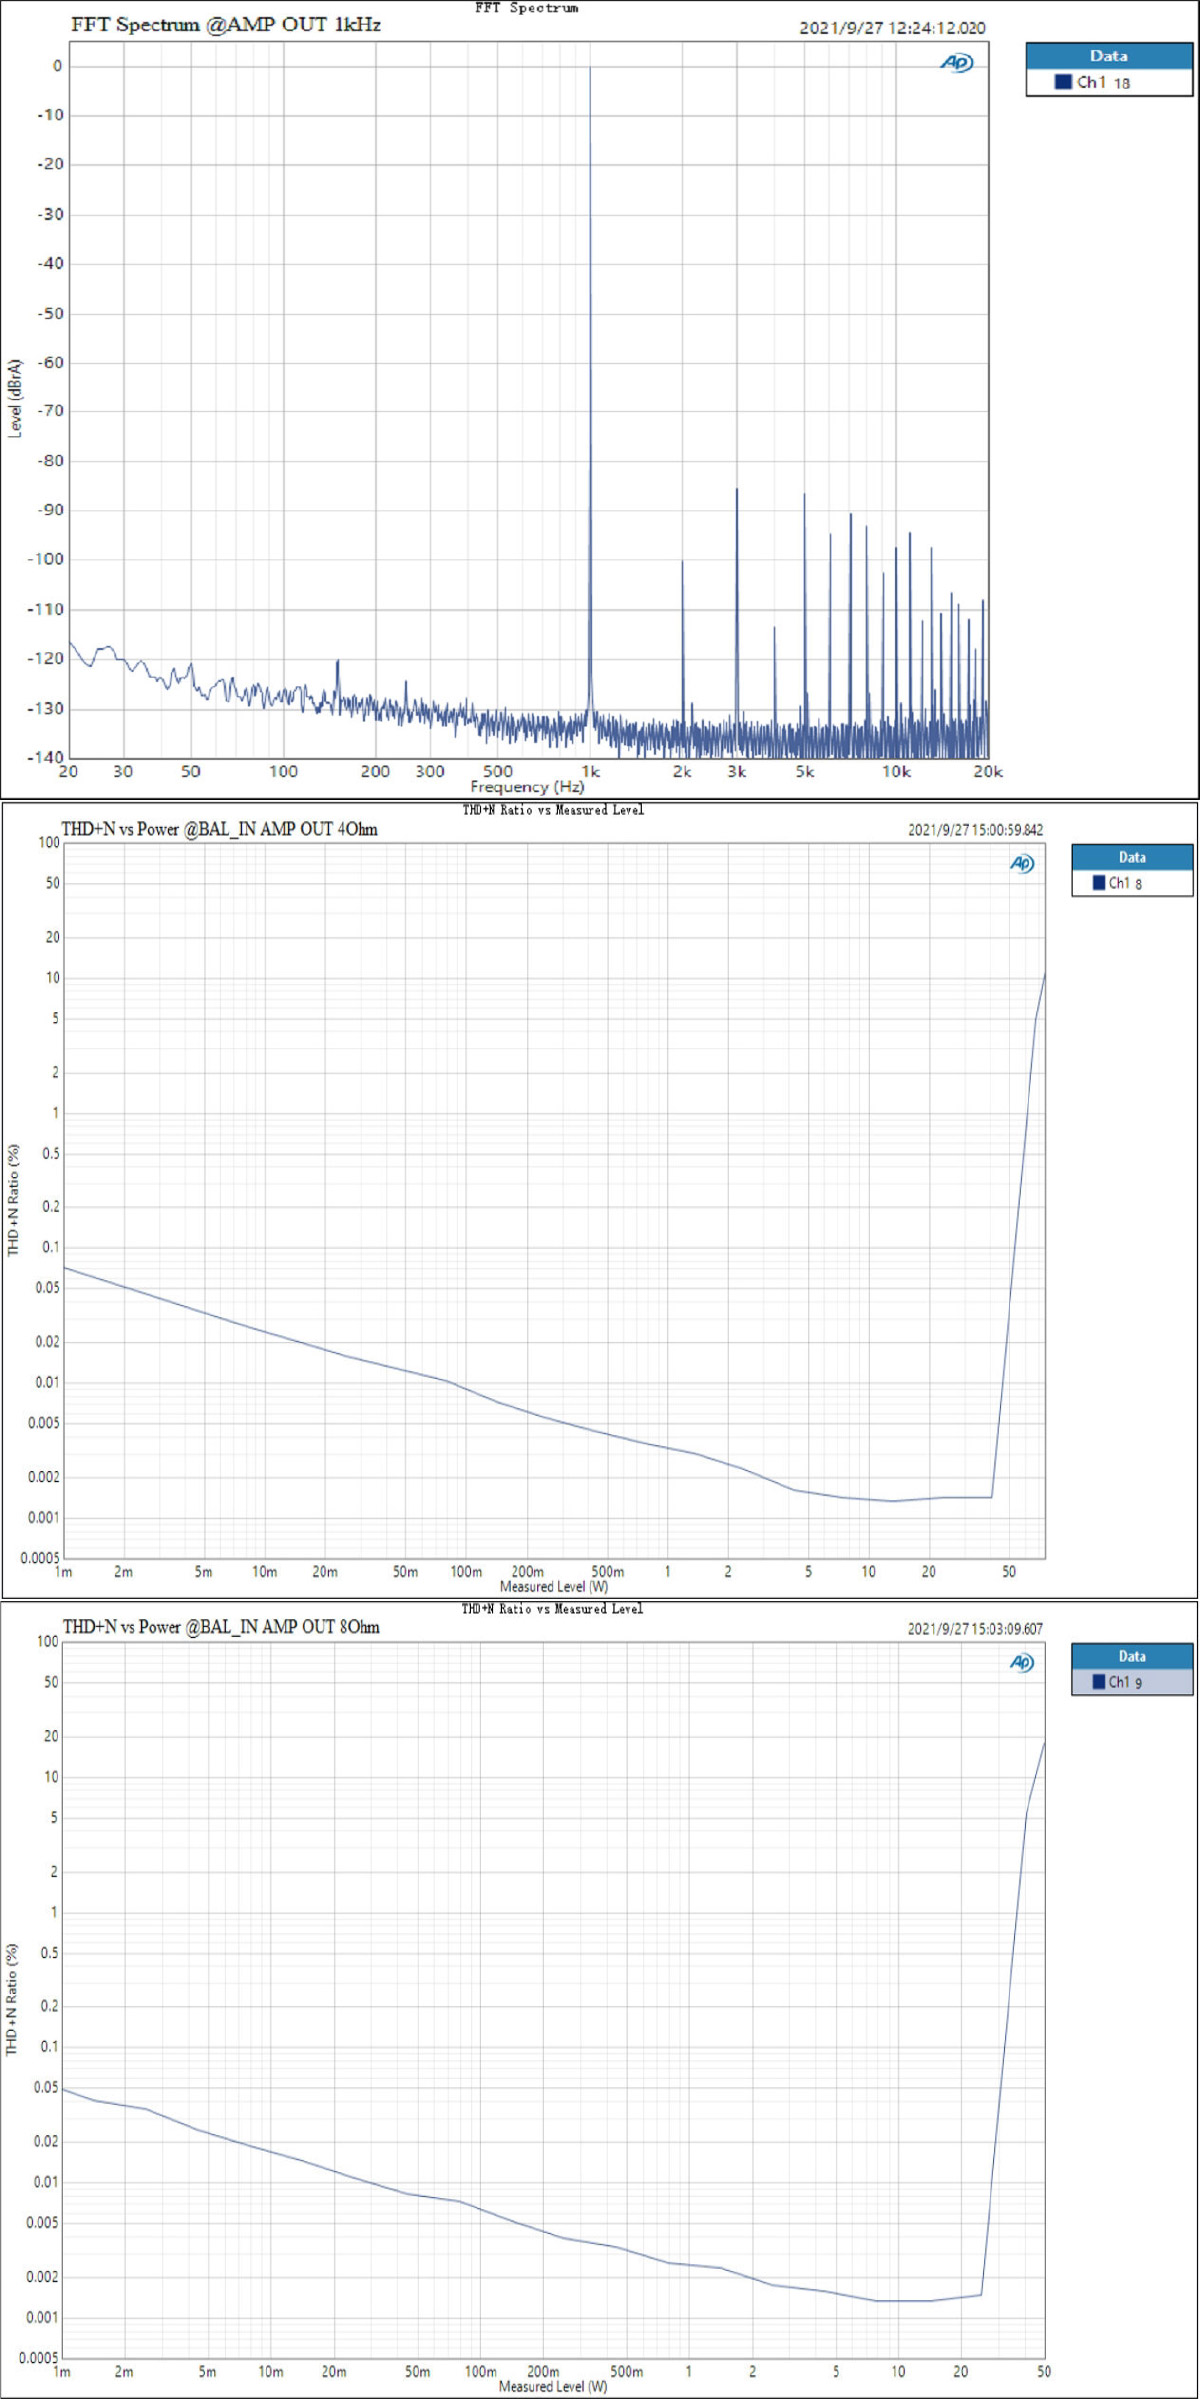 FFT Spectrum
FFT Spectrum @AMP OUT 1kHz
2021/9/27 12:24:12.020
AP
Data
Ch1 18
Level (dBrA)
0
-10
-20
-30
-40
-50
-60
-70
-80
-90
-100
-110
-120
-130
-140
20 30 50 100 200 300 500 1k 2k 3k 5k 10k 20k
Frequency (Hz)
THD+N Ratio vs Measured Level
THD+N vs Power @BAL_IN AMP OUT 4Ohm
2021/9/27 15:00:59.842
AP
Data
Ch1 8
THD+N Ratio (%)
100
50
20
10
5
2
1
0.5
0.2
0.1
0.05
0.02
0.01
0.005
0.002
0.001
0.0005
1m 2m 5m 10m 20m 50m 100m 200m 500m 1 2 5 10 20 50
Measured Level (W)
THD+N Ratio vs Measured Level
THD+N vs Power @BAL_IN AMP OUT 8Ohm
2021/9/27 15:03:09.607
AP
Data
Ch1 9
THD+N Ratio (%)
100
50
20
10
5
2
1
0.5
0.2
0.1
0.05
0.02
0.01
0.005
0.002
0.001
0.0005
1m 2m 5m 10m 20m 50m 100m 200m 500m 1 2 5 10 20 50
Measured Level (W)